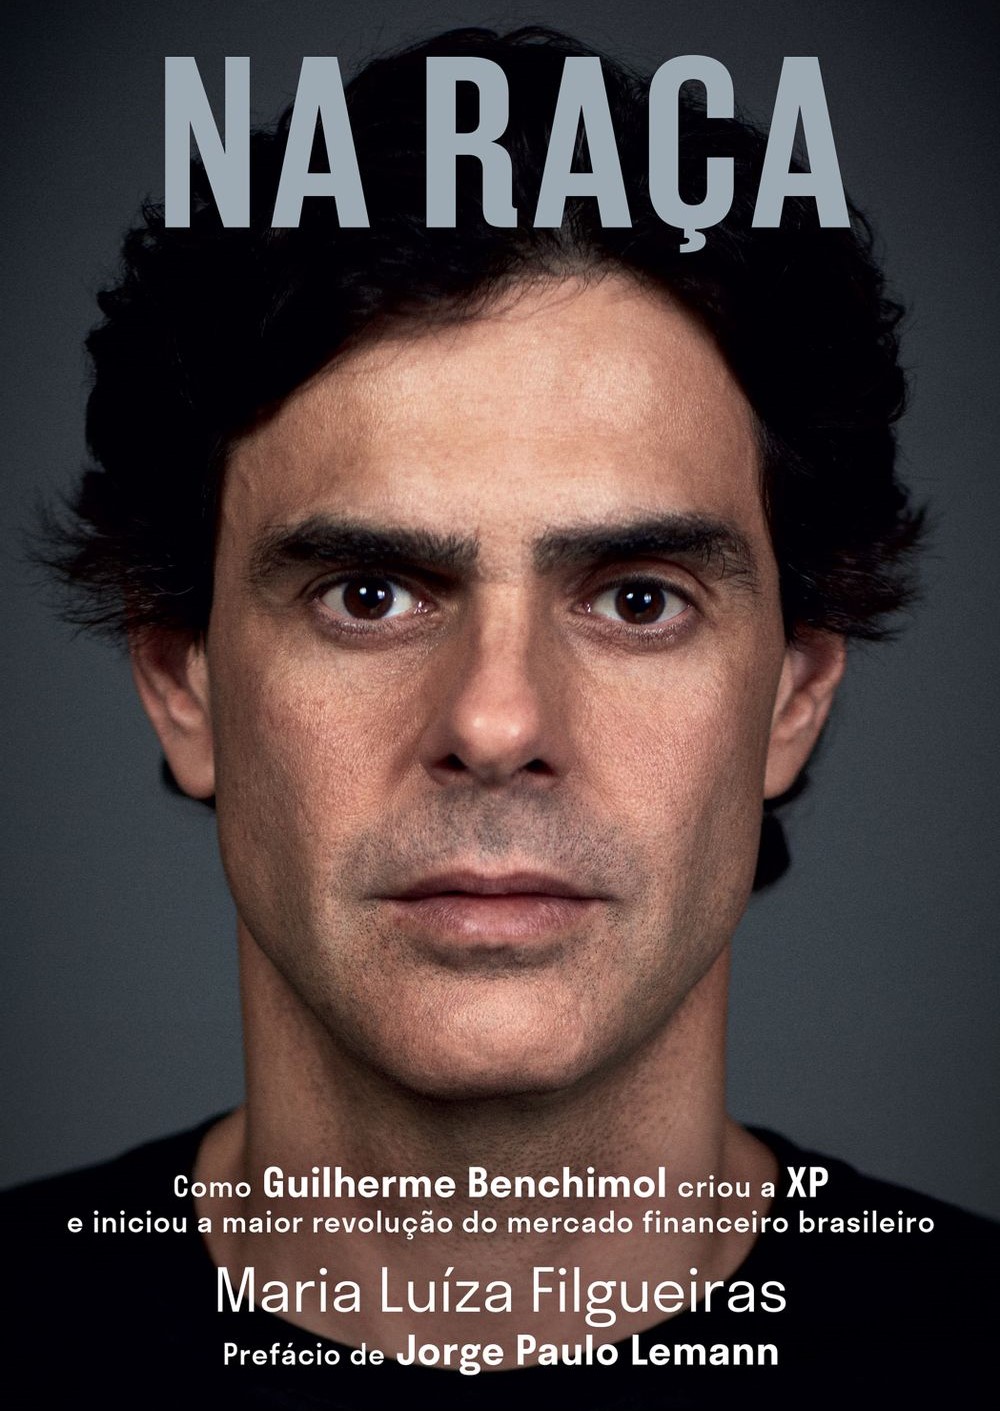 NA RAÇA
Como Guilherme Benchimol criou a XP
e iniciou a maior revolução do mercado financeiro brasileiro
Maria Luíza Filgueiras
Prefácio de Jorge Paulo Lemann